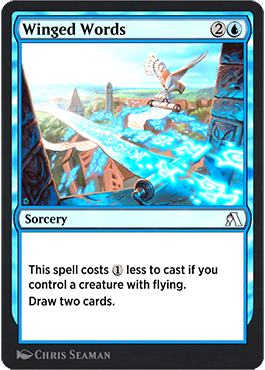 Winged Words 2
Sorcery
This spell costs 1 less to cast if you
control a creature with flying.
Draw two cards.
Chris Seaman